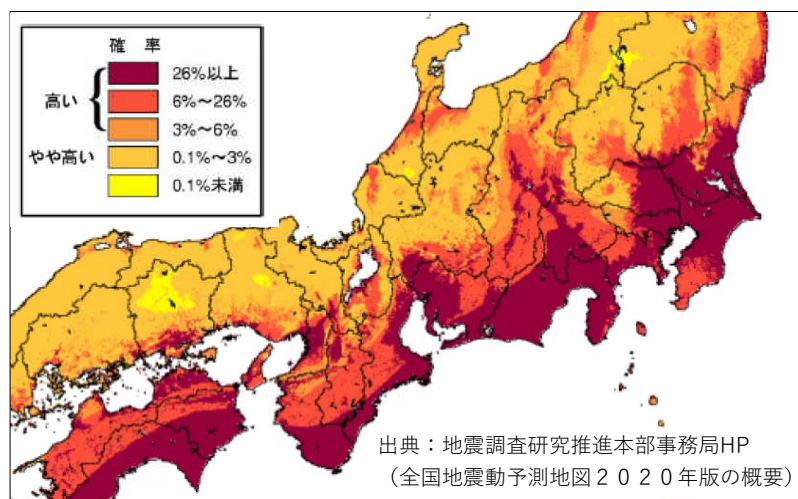 確 率
高い
26%以上
6%～26%
3%～6%
やや高い
0.1%～3%
0.1%未満
出典：地震調査研究推進本部事務局HP
（全国地震動予測地図２０２０年版の概要）